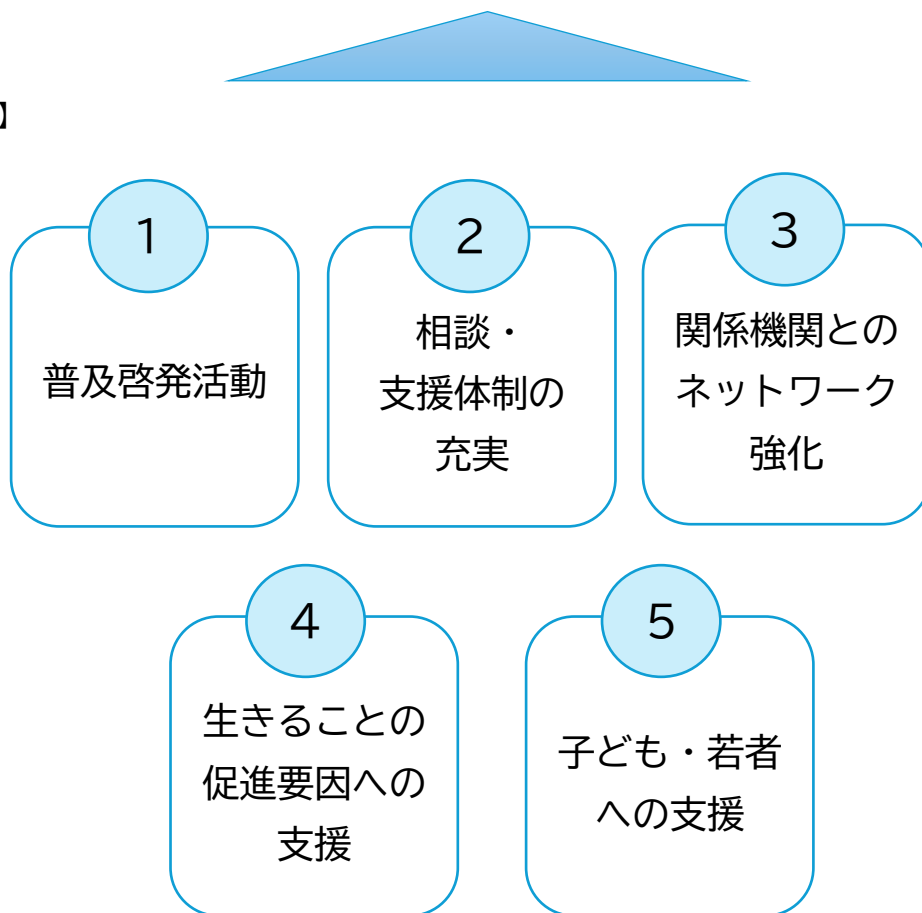 】
1
普及啓発活動
2
相談・
支援体制の
充実
3
関係機関との
ネットワーク
強化
4
生きることの
促進要因への
支援
5
子ども・若者
への支援